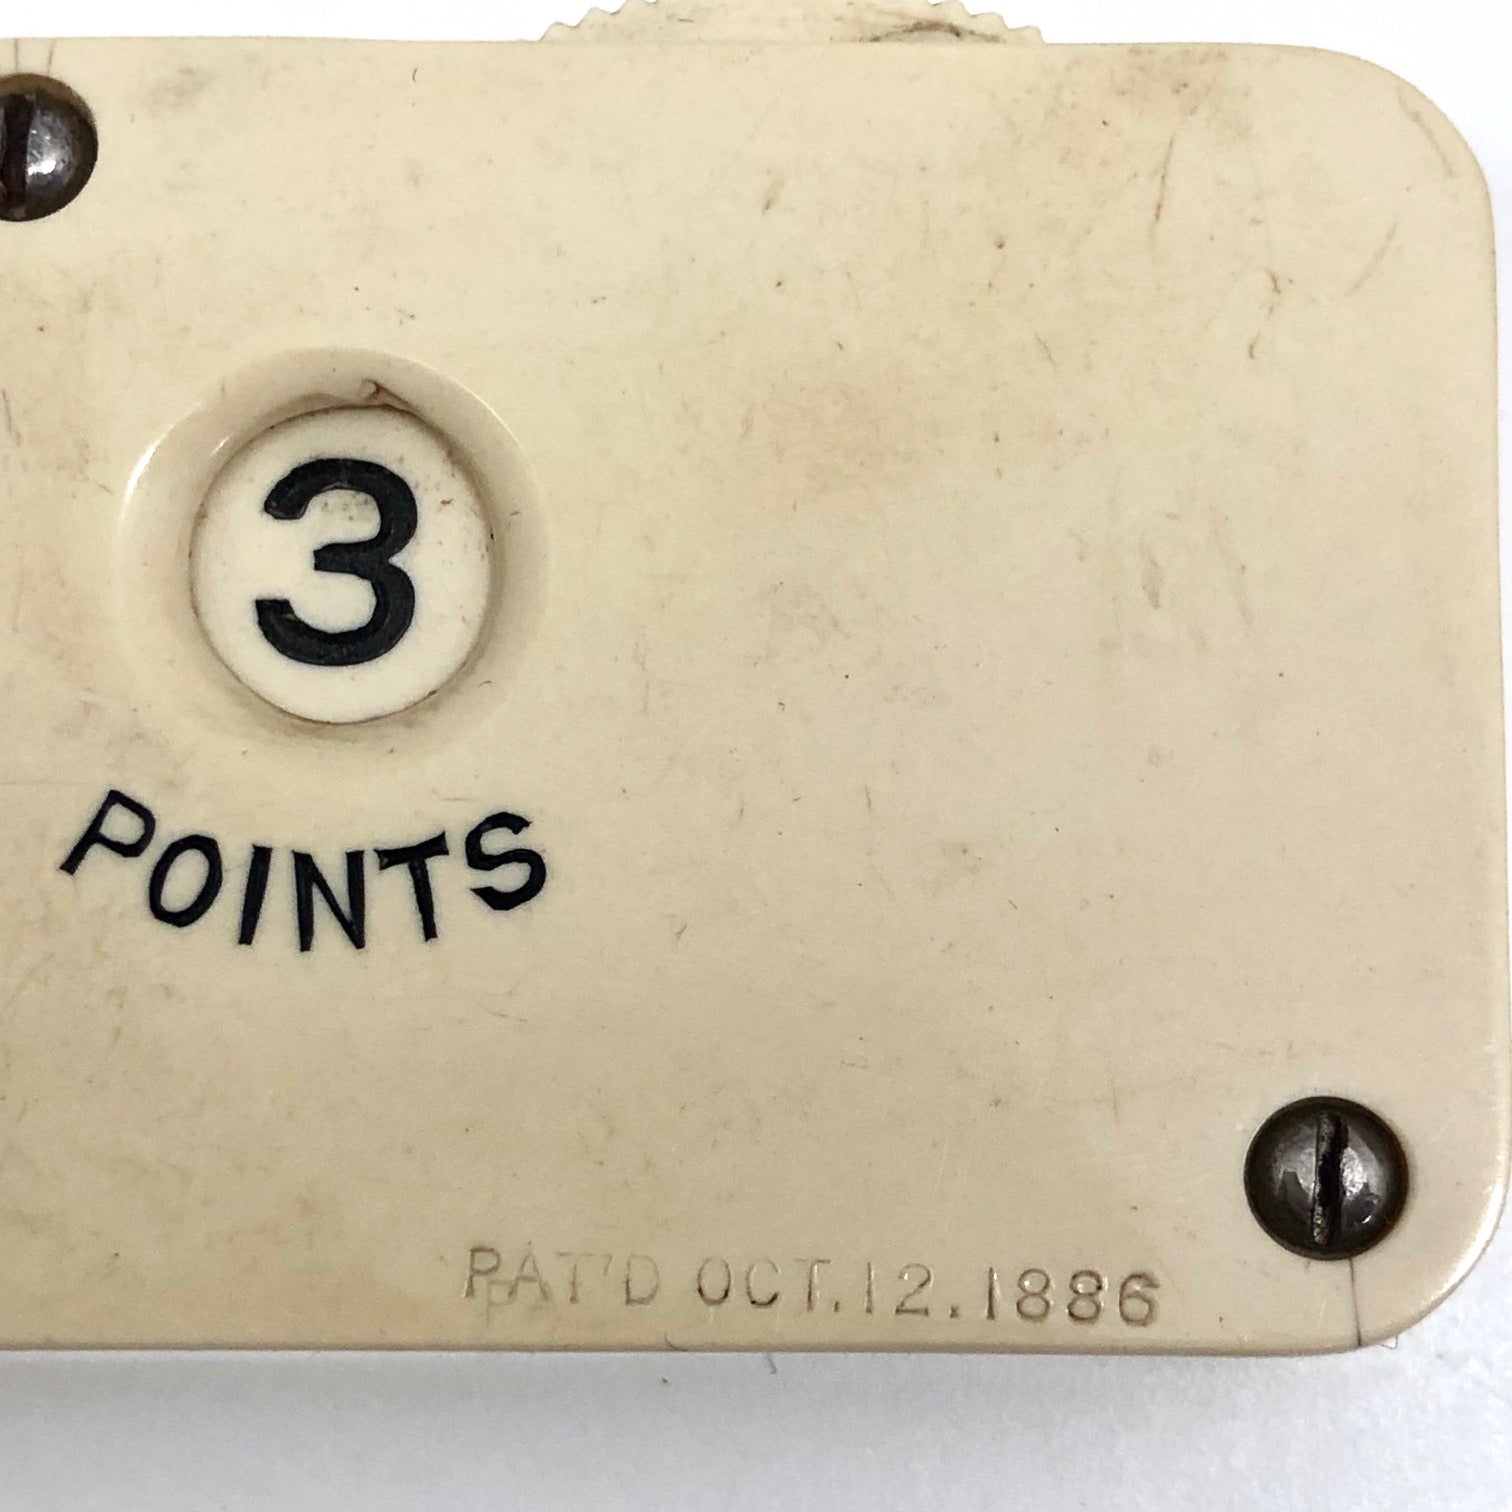 3
POINTS
PAT'D OCT. 12. 1886